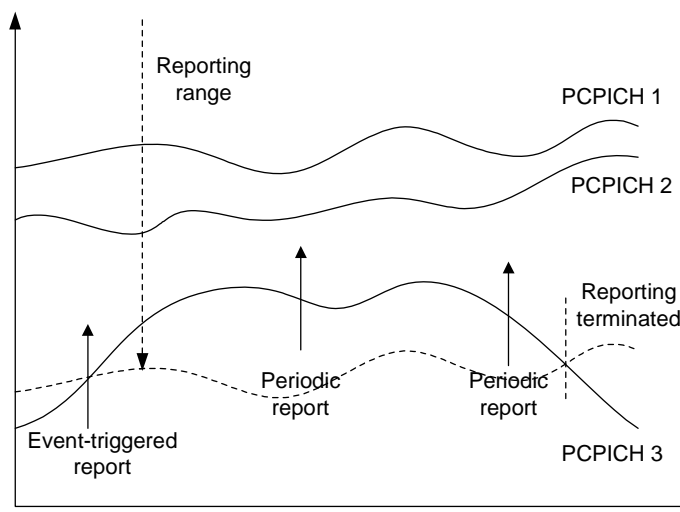 Reporting
range
PCPICH 1
PCPICH 2
Reporting
terminated
Periodic
report
Periodic
report
Event-triggered
report
PCPICH 3